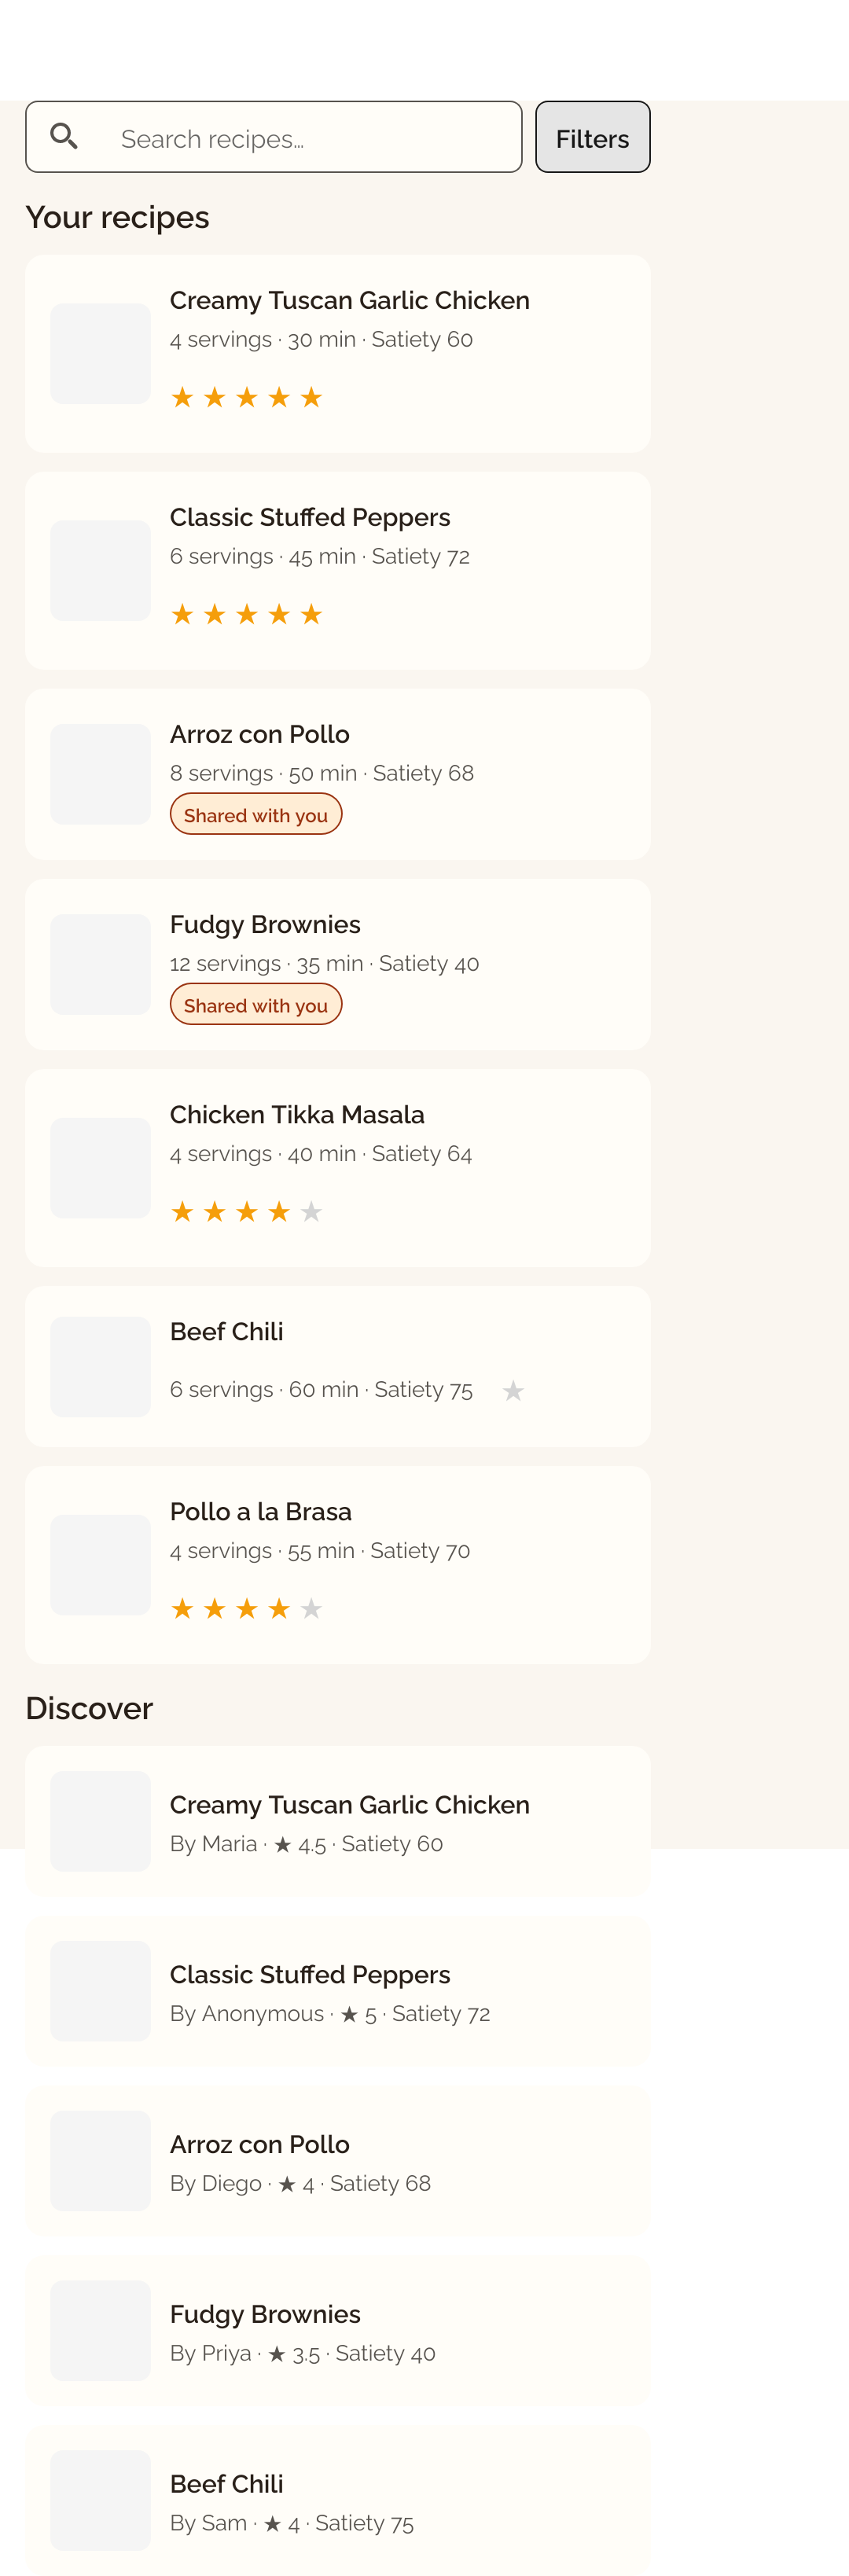 Search recipes...
Filters
Your recipes
Creamy Tuscan Garlic Chicken
4 servings · 30 min · Satiety 60
★ ★ ★ ★ ★
Classic Stuffed Peppers
6 servings · 45 min · Satiety 72
★ ★ ★ ★ ★
Arroz con Pollo
8 servings · 50 min · Satiety 68
Shared with you
Fudgy Brownies
12 servings · 35 min · Satiety 40
Shared with you
Chicken Tikka Masala
4 servings · 40 min · Satiety 64
★ ★ ★ ★ ★
Beef Chili
6 servings · 60 min · Satiety 75 ★
Pollo a la Brasa
4 servings · 55 min · Satiety 70
★ ★ ★ ★ ★
Discover
Creamy Tuscan Garlic Chicken
By Maria · ★ 4.5 · Satiety 60
Classic Stuffed Peppers
By Anonymous · ★ 5 · Satiety 72
Arroz con Pollo
By Diego · ★ 4 · Satiety 68
Fudgy Brownies
By Priya · ★ 3.5 · Satiety 40
Beef Chili
By Sam · ★ 4 · Satiety 75